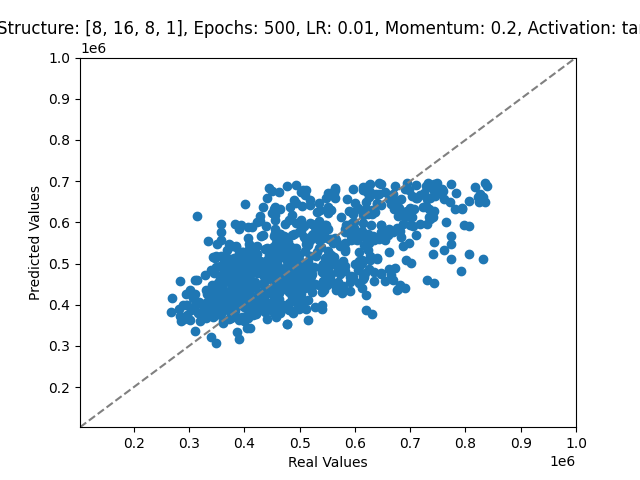 Structure: [8, 16, 8, 1], Epochs: 500, LR: 0.01, Momentum: 0.2, Activation:
1e6
1.0
0.9
0.8
0.7
0.6
0.5
0.4
0.3
0.2
Predicted Values
0.2 0.3 0.4 0.5 0.6 0.7 0.8 0.9 1.0
Real Values
1e6